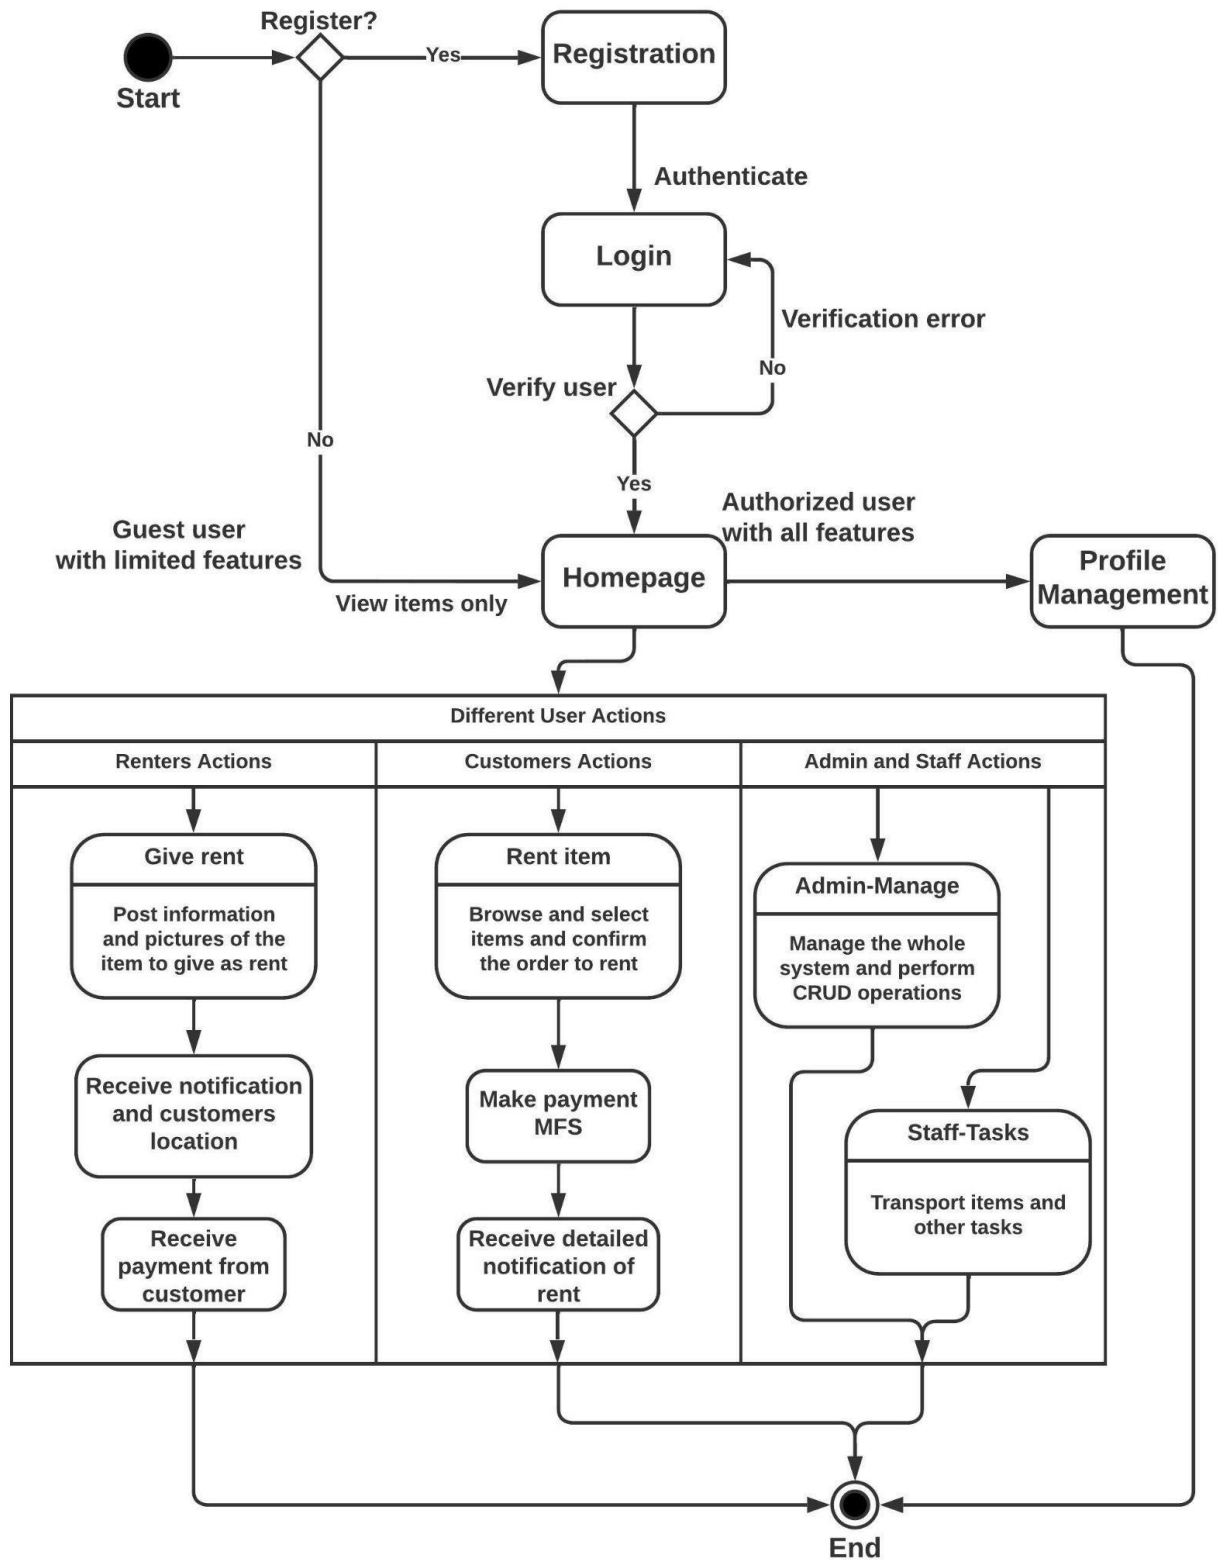 Register?
Yes
Registration
Start
Authenticate
Login
Verification error
No
Verify user
No
Yes
Authorized user
with all features
Guest user
with limited features
View items only
Homepage
Profile
Management
Different User Actions
Renters Actions
Customers Actions
Admin and Staff Actions
Give rent
Post information
and pictures of the
item to give as rent
Receive notification
and customers
location
Receive
payment from
customer
Rent item
Browse and select
items and confirm
the order to rent
Make payment
MFS
Receive detailed
notification of
rent
Admin-Manage
Manage the whole
system and perform
CRUD operations
Staff-Tasks
Transport items and
other tasks
End